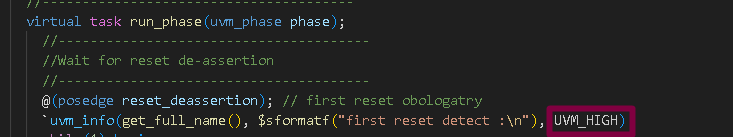 //----------------------------------------
virtual task run_phase(uvm_phase phase);
//----------------------------------------
//Wait for reset de-assertion
//----------------------------------------
@(posedge reset_deassertion); // first reset obologatry
`uvm_info(get_full_name(), $sformatf("first reset detect :\n"), UVM_HIGH)